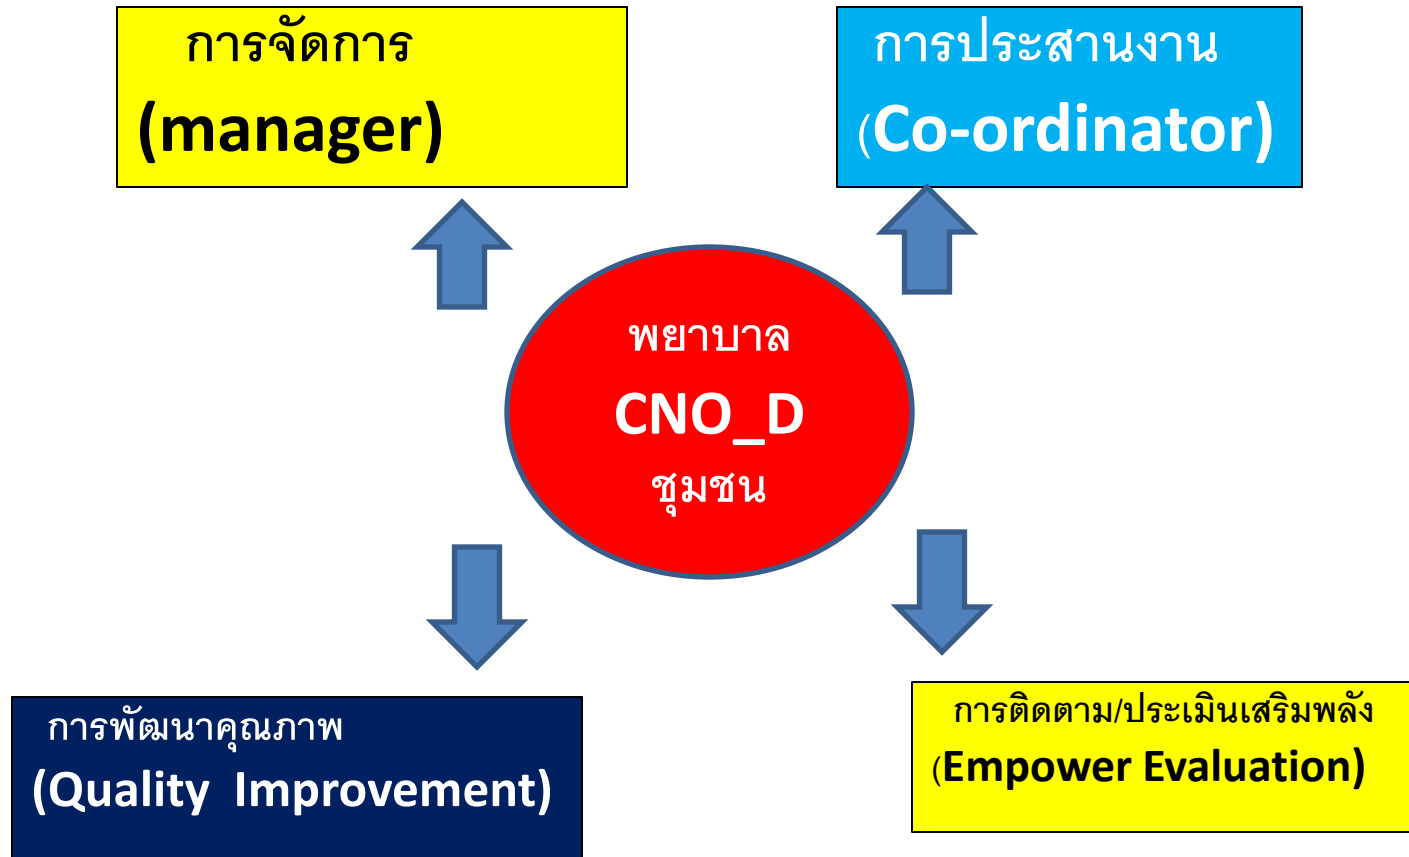 การจัดการ
(manager)
การประสานงาน
(Co-ordinator)
พยาบาล
CNO_D
ชุมชน
การพัฒนาคุณภาพ
(Quality Improvement)
การติดตาม/ประเมินเสริมพลัง
(Empower Evaluation)